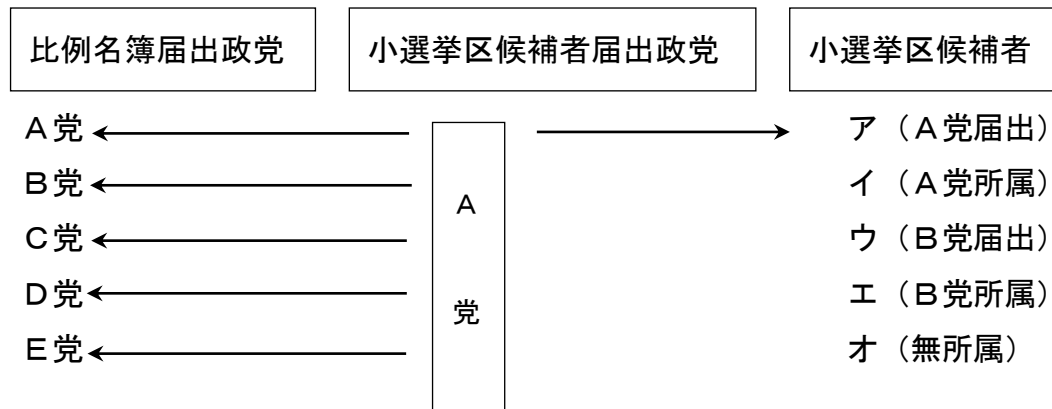 比例名簿届出政党 小選挙区候補者届出政党 小選挙区候補者
A党 ア（A党届出）
B党 イ（A党所属）
C党 ウ（B党届出）
D党 エ（B党所属）
E党 オ（無所属）
A党